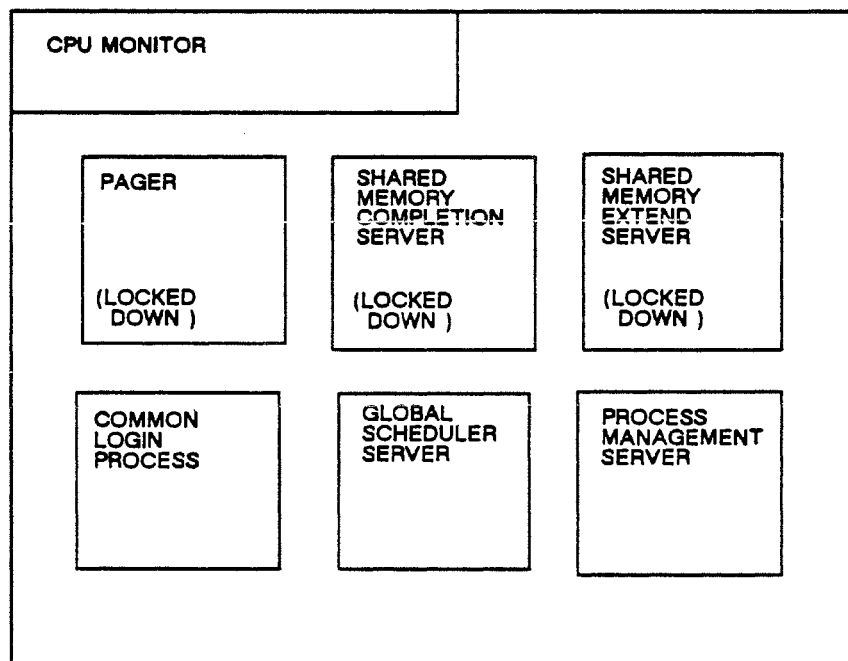 CPU MONITOR
PAGER
(LOCKED
DOWN )
SHARED
MEMORY
COMPLETION
SERVER
(LOCKED
DOWN )
SHARED
MEMORY
EXTEND
SERVER
(LOCKED
DOWN )
COMMON
LOGIN
PROCESS
GLOBAL
SCHEDULER
SERVER
PROCESS
MANAGEMENT
SERVER